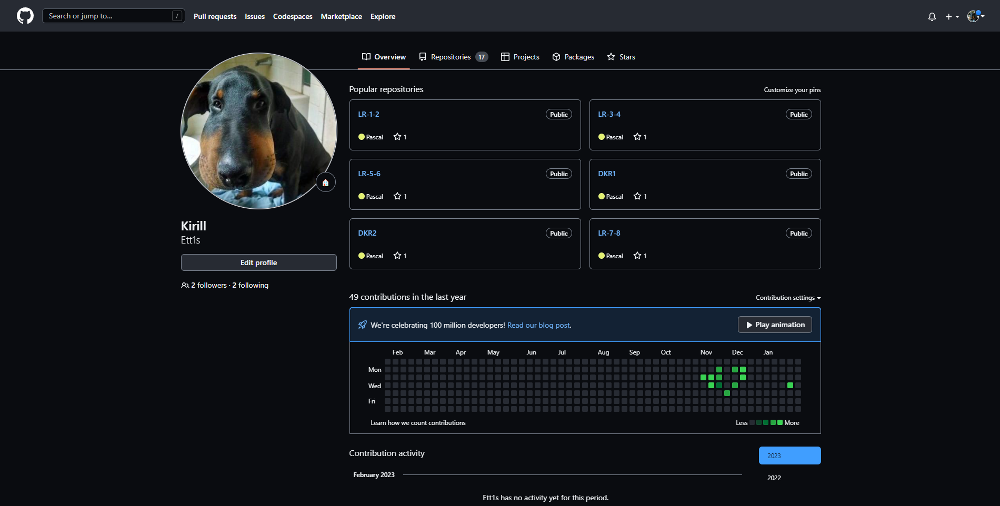 Search or jump to... / Pull requests Issues Codespaces Marketplace Explore
Overview Repositories 17 Projects Packages Stars
Kirill
Ett1s
Edit profile
2 followers · 2 following
Popular repositories Customize your pins
LR-1-2 Public
Pascal 1
LR-3-4 Public
Pascal 1
LR-5-6 Public
Pascal 1
DKR1 Public
Pascal 1
DKR2 Public
Pascal 1
LR-7-8 Public
Pascal 1
49 contributions in the last year Contribution settings
We're celebrating 100 million developers! Read our blog post. Play animation
Feb Mar Apr May Jun Jul Aug Sep Oct Nov Dec Jan
Mon
Wed
Fri
Learn how we count contributions Less More
Contribution activity 2023
February 2023 2022
Ett1s has no activity yet for this period.